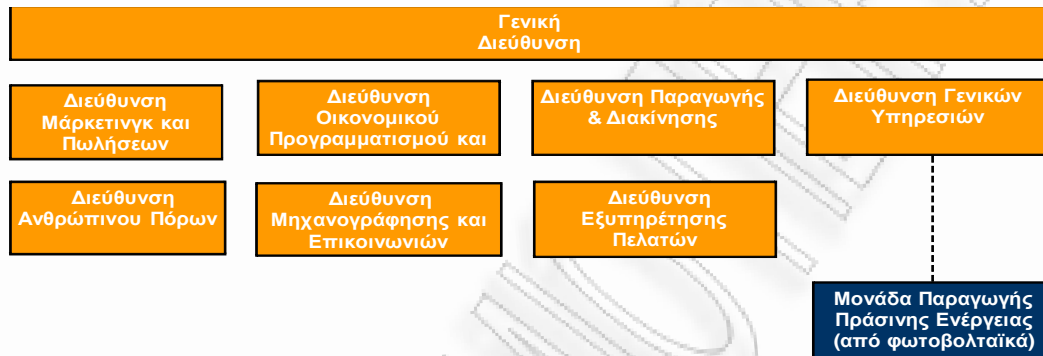 Γενική
Διεύθυνση
Διεύθυνση
Μάρκετινγκ και
Πωλήσεων
Διεύθυνση
Οικονομικού
Προγραμματισμού και
Διεύθυνση Παραγωγής
& Διακίνησης
Διεύθυνση Γενικών
Υπηρεσιών
Διεύθυνση
Ανθρώπινου Πόρων
Διεύθυνση
Μηχανογράφησης και
Επικοινωνιών
Διεύθυνση
Εξυπηρέτησης
Πελατών
Μονάδα Παραγωγής
Πράσινης Ενέργειας
(από φωτοβολταϊκά)